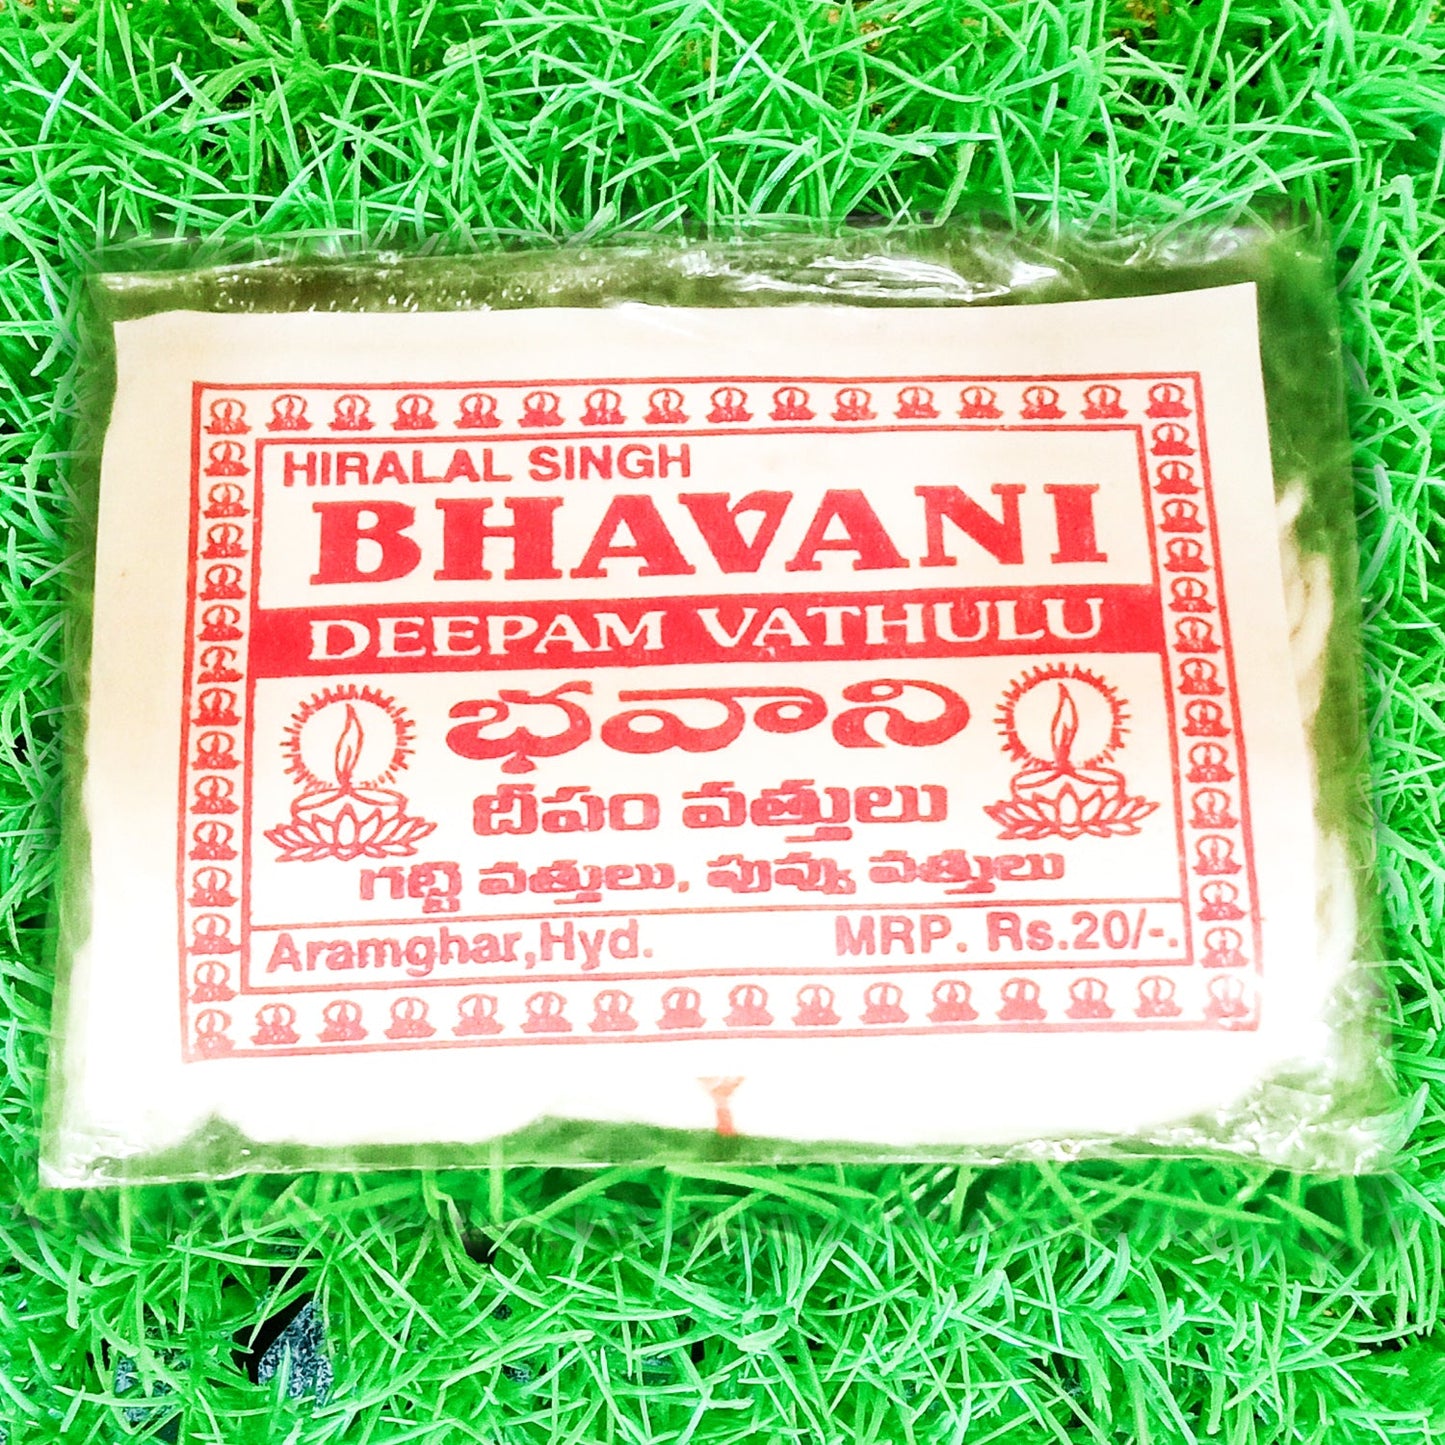 HIRALAL SINGH
BHAVANI
DEEPAM VATHULU
భవాని
దీపం వత్తులు
గట్టి వత్తులు, పువ్వు వత్తులు
Aramghar,Hyd. MRP. Rs.20/-.